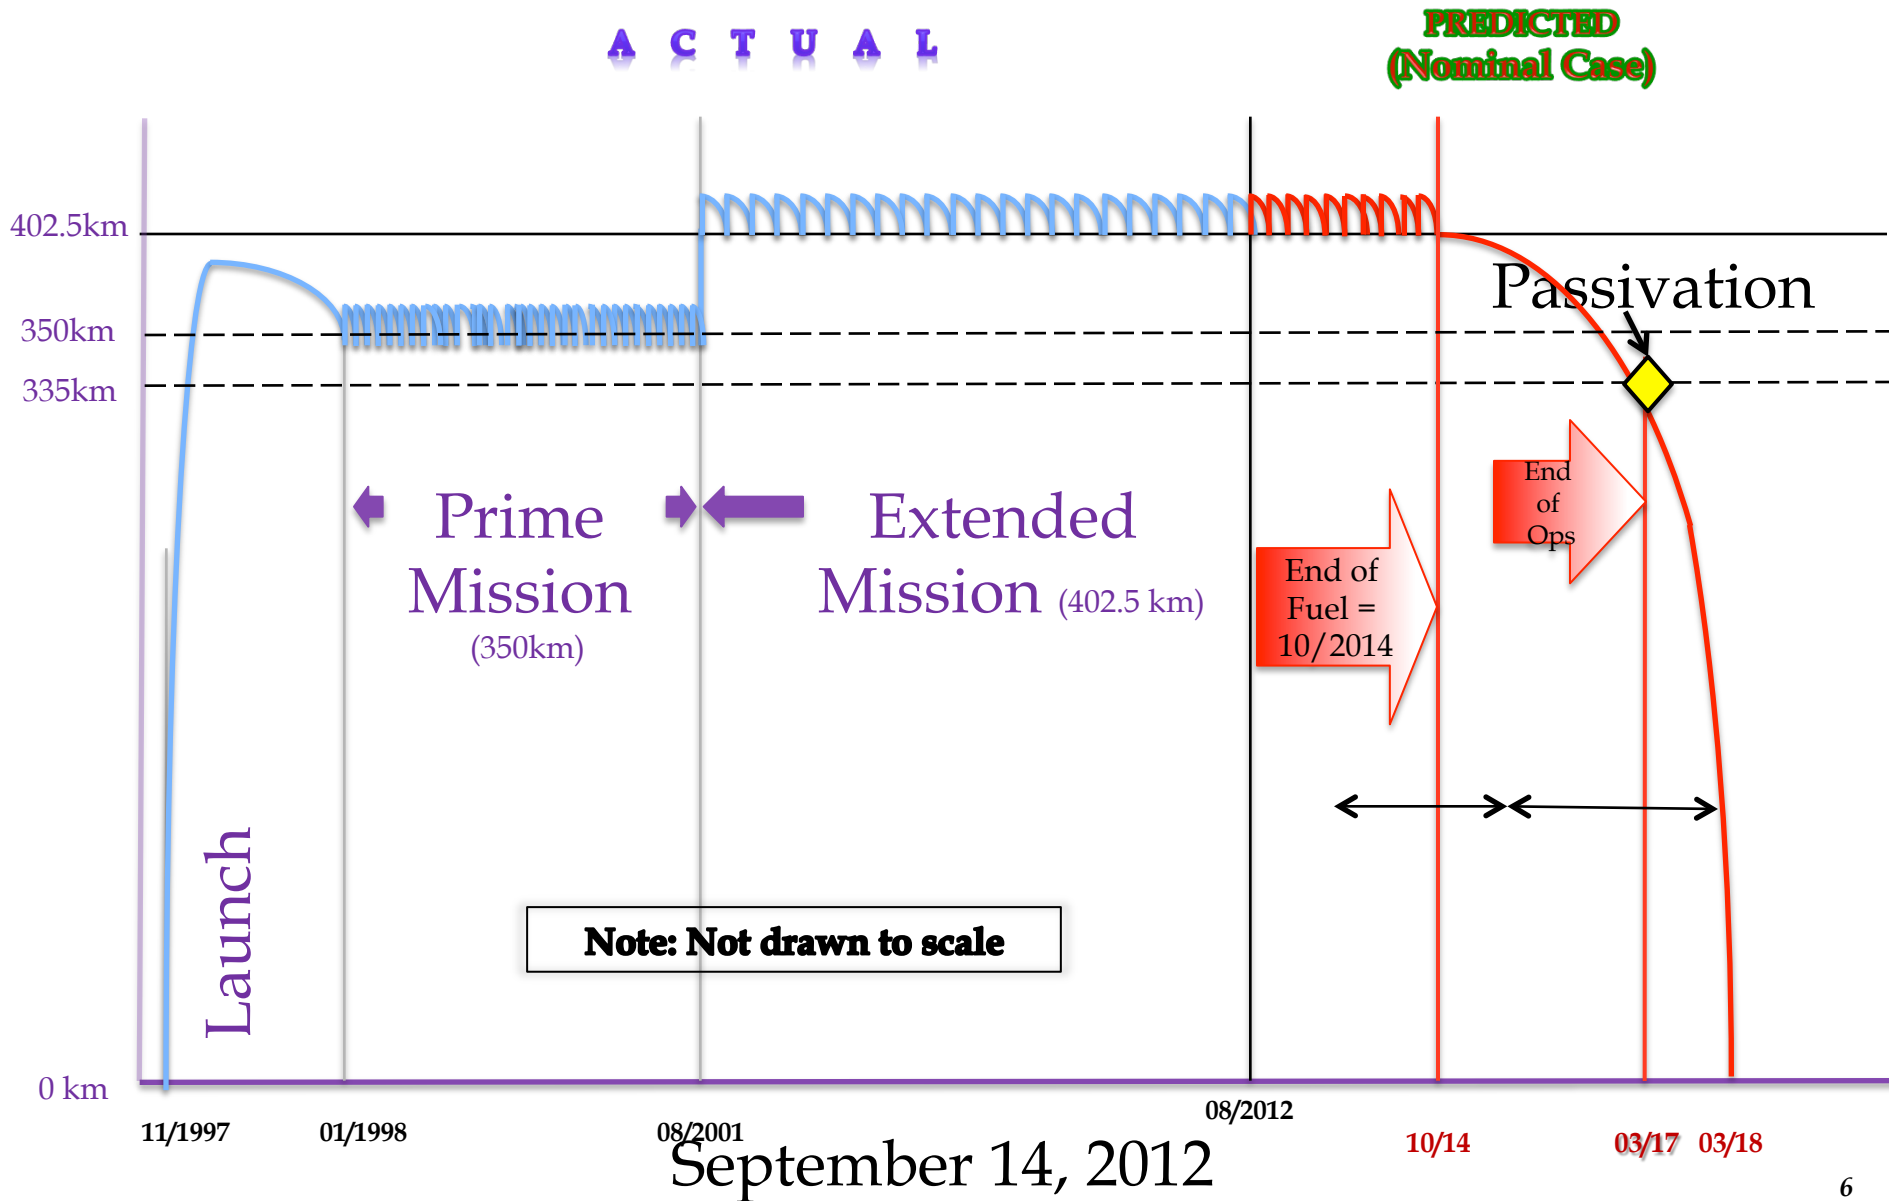 A C T U A L
PREDICTED
(Nominal Case)
402.5km
350km
335km
0 km
Launch
Prime
Mission
(350km)
Extended
Mission (402.5 km)
Passivation
End
of
Ops
End of
Fuel =
10/2014
Note: Not drawn to scale
11/1997
01/1998
08/2001
08/2012
10/14
03/17
03/18
September 14, 2012
6